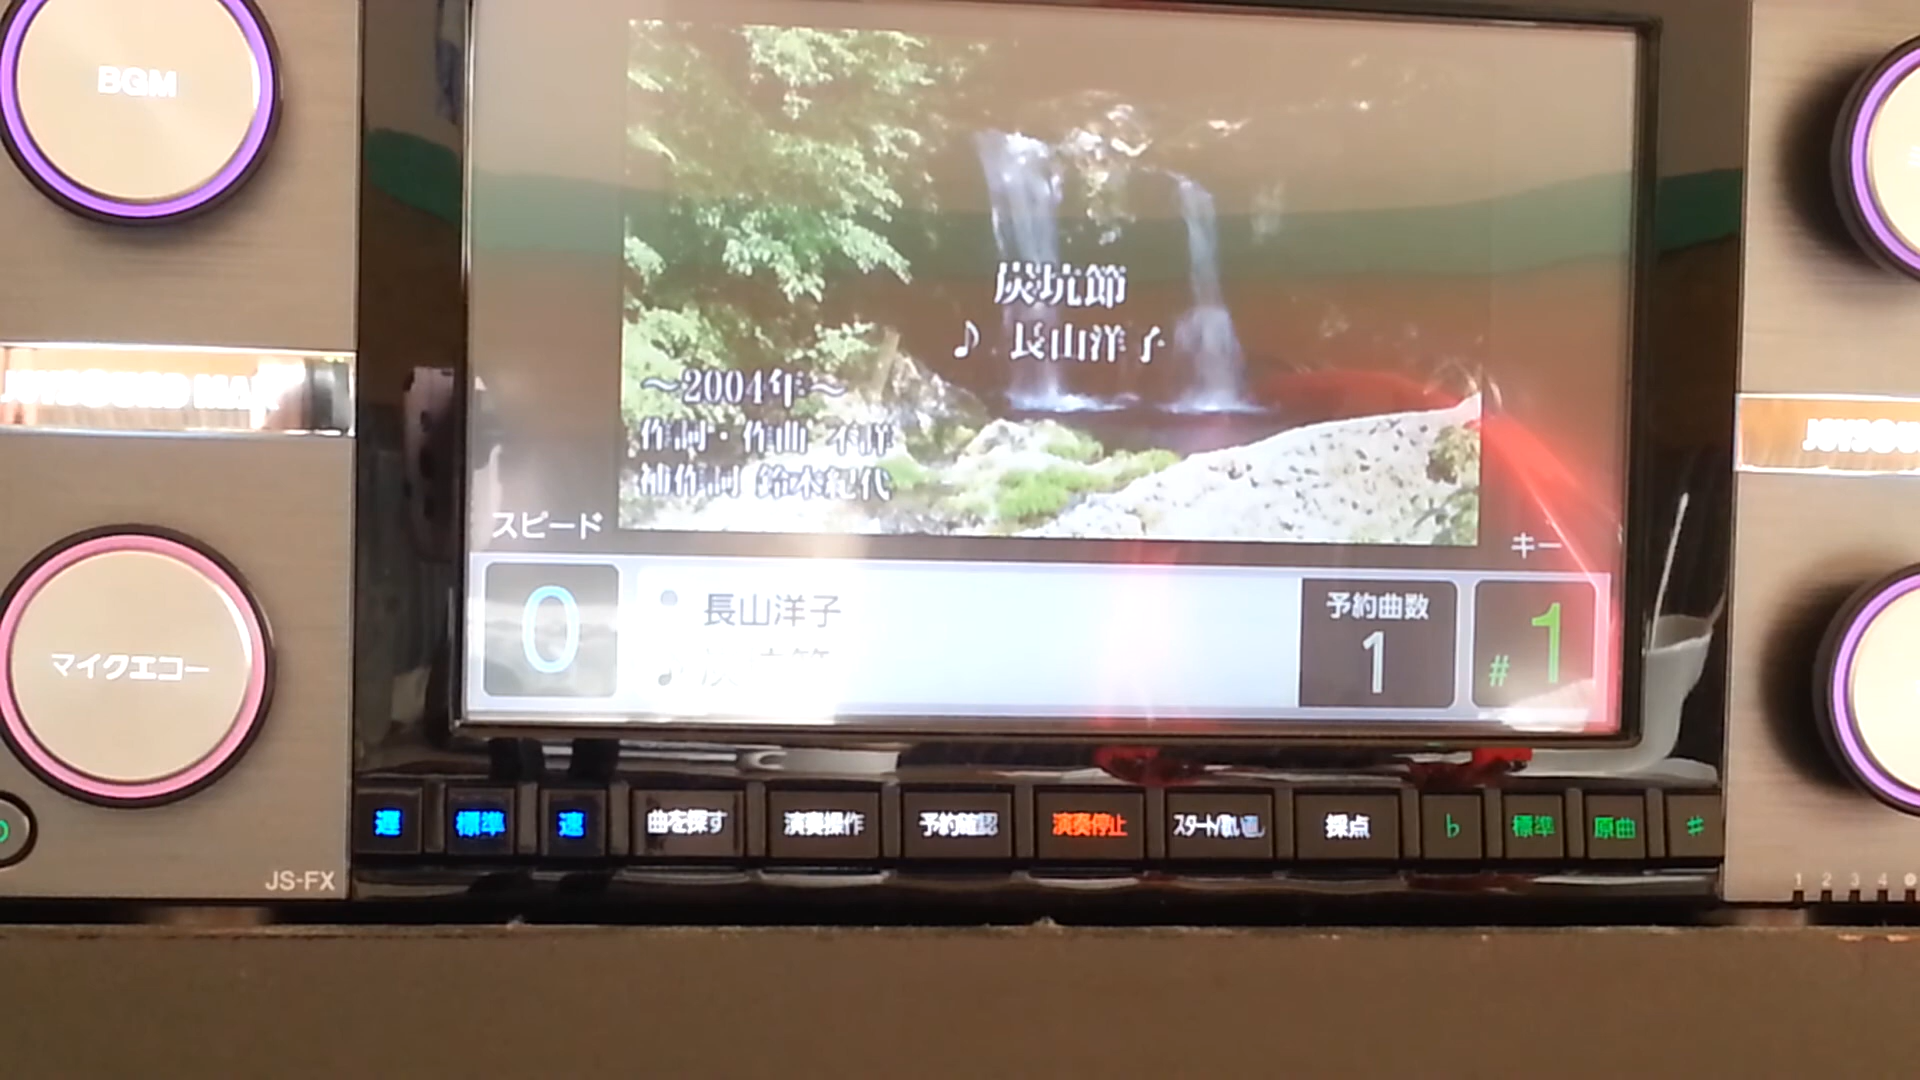 BGM
炭坑節
♪ 長山洋子
～2004年～
作詞・作曲 不詳
補作詞 鈴木紀代
スピード
キー
0
長山洋子
予約曲数
1
# 1
マイクエコー
JS-FX
遅 標準 速 曲を探す 演奏操作 予約確認 演奏停止 スタート/歌い直し 採点 ♭ 標準 原曲 ♯
1 2 3 4